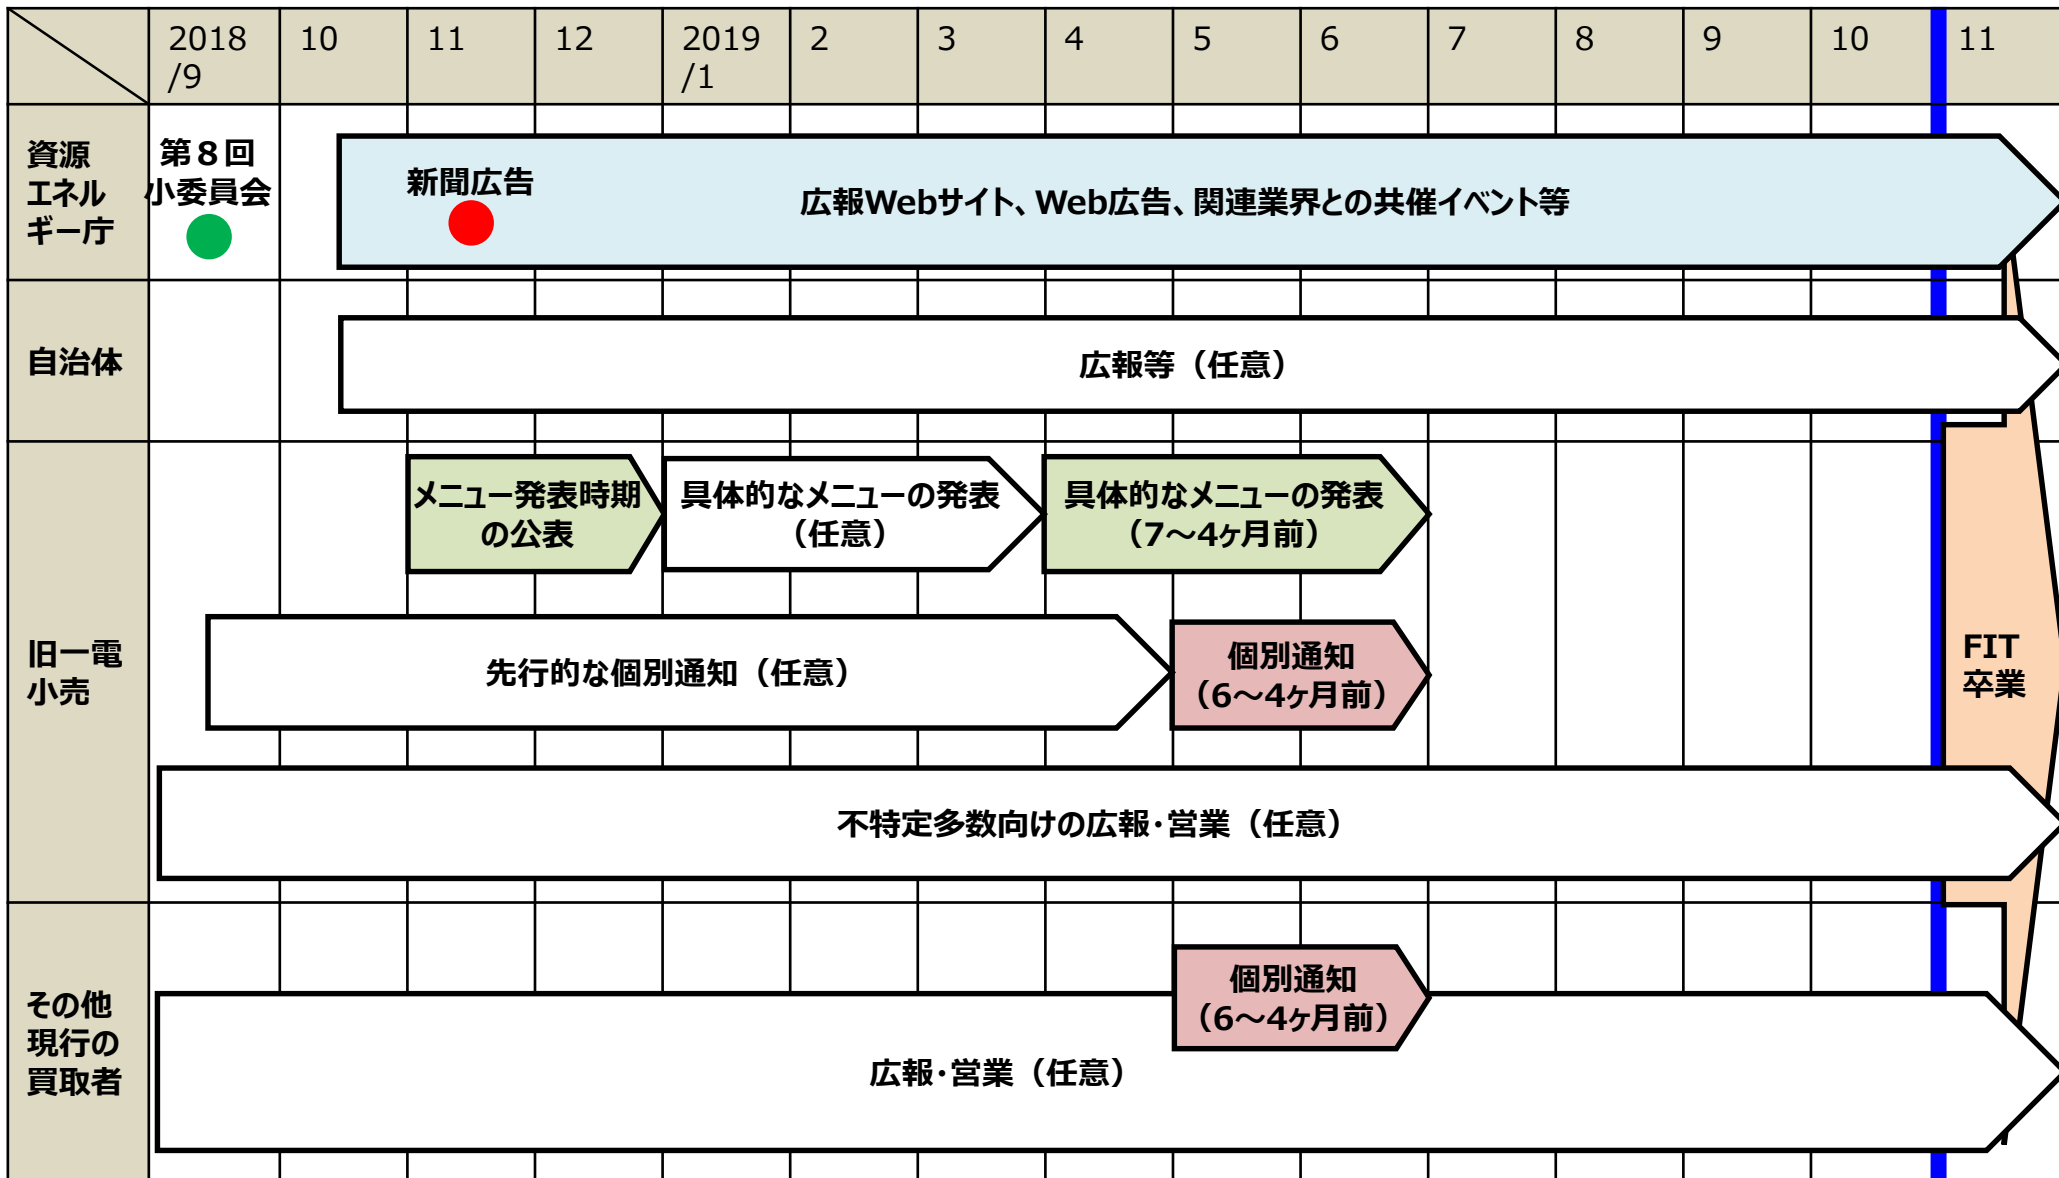 2018
/9
10
11
12
2019
/1
2
3
4
5
6
7
8
9
10
11
資源
エネル
ギー庁
第８回
小委員会
新聞広告
広報Webサイト、Web広告、関連業界との共催イベント等
自治体
広報等（任意）
旧一電
小売
メニュー発表時期
の公表
具体的なメニューの発表
（任意）
具体的なメニューの発表
（7～4ヶ月前）
先行的な個別通知（任意）
個別通知
（6～4ヶ月前）
FIT
卒業
不特定多数向けの広報・営業（任意）
その他
現行の
買取者
個別通知
（6～4ヶ月前）
広報・営業（任意）